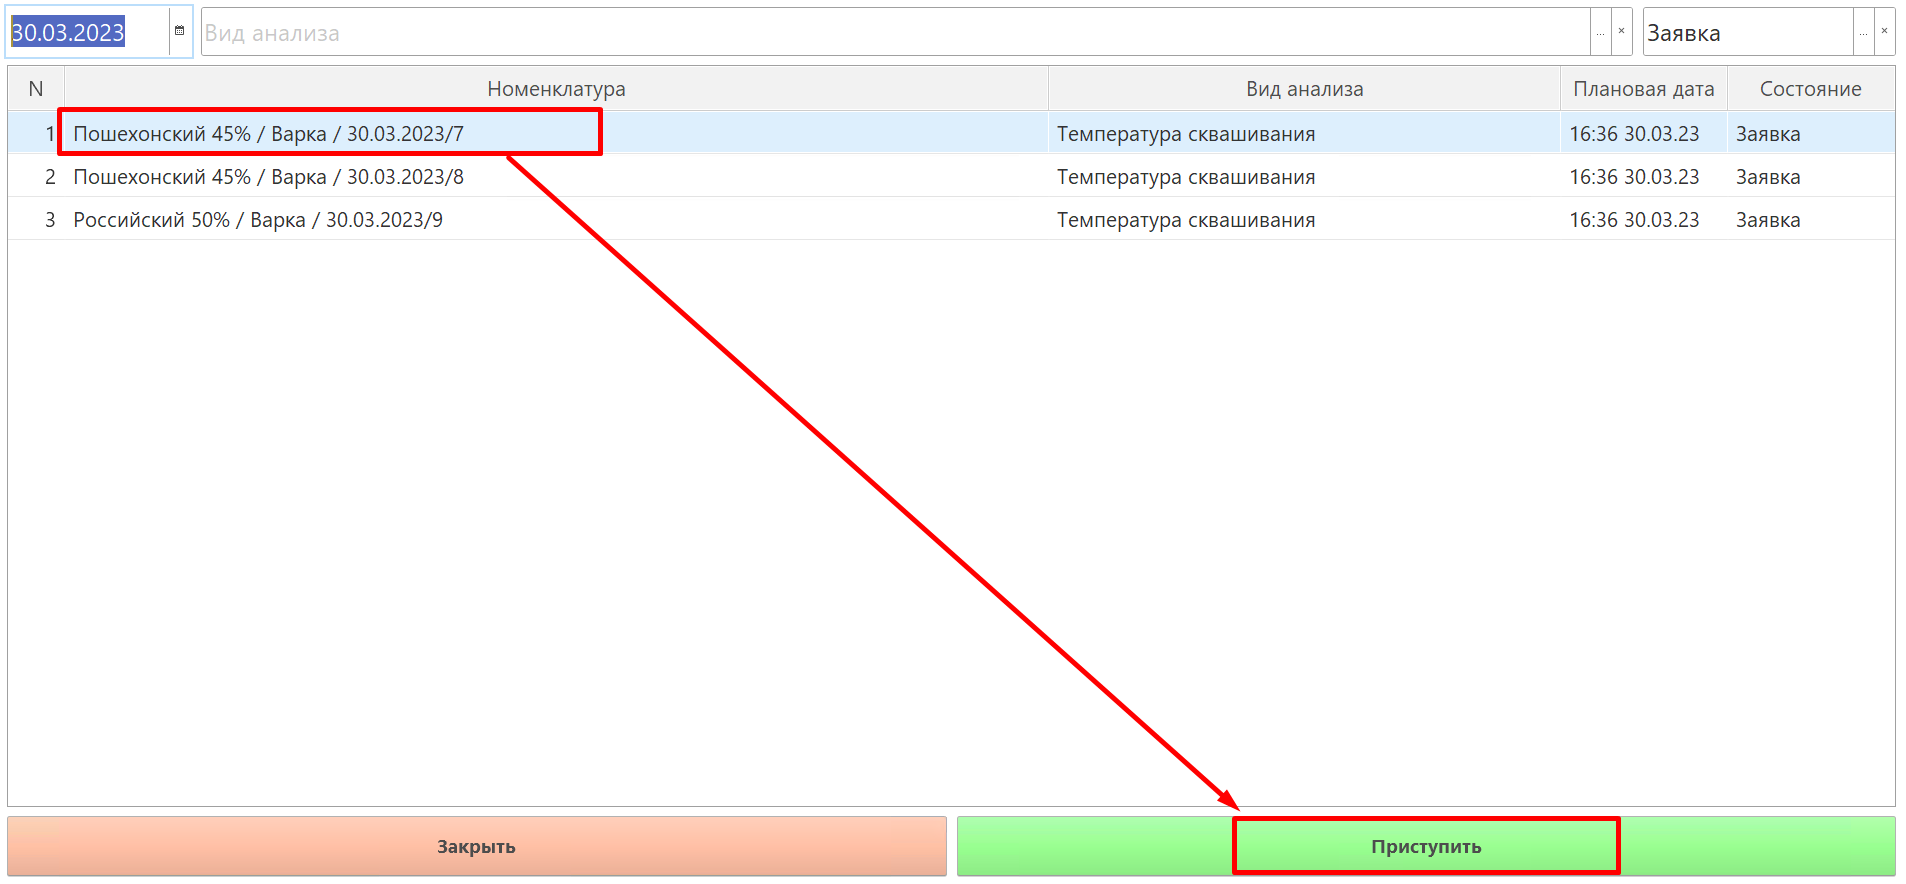 30.03.2023 Вид анализа ... × Заявка ... ×
N Номенклатура Вид анализа Плановая дата Состояние
1 Пошехонский 45% / Варка / 30.03.2023/7 Температура сквашивания 16:36 30.03.23 Заявка
2 Пошехонский 45% / Варка / 30.03.2023/8 Температура сквашивания 16:36 30.03.23 Заявка
3 Российский 50% / Варка / 30.03.2023/9 Температура сквашивания 16:36 30.03.23 Заявка
Закрыть Приступить